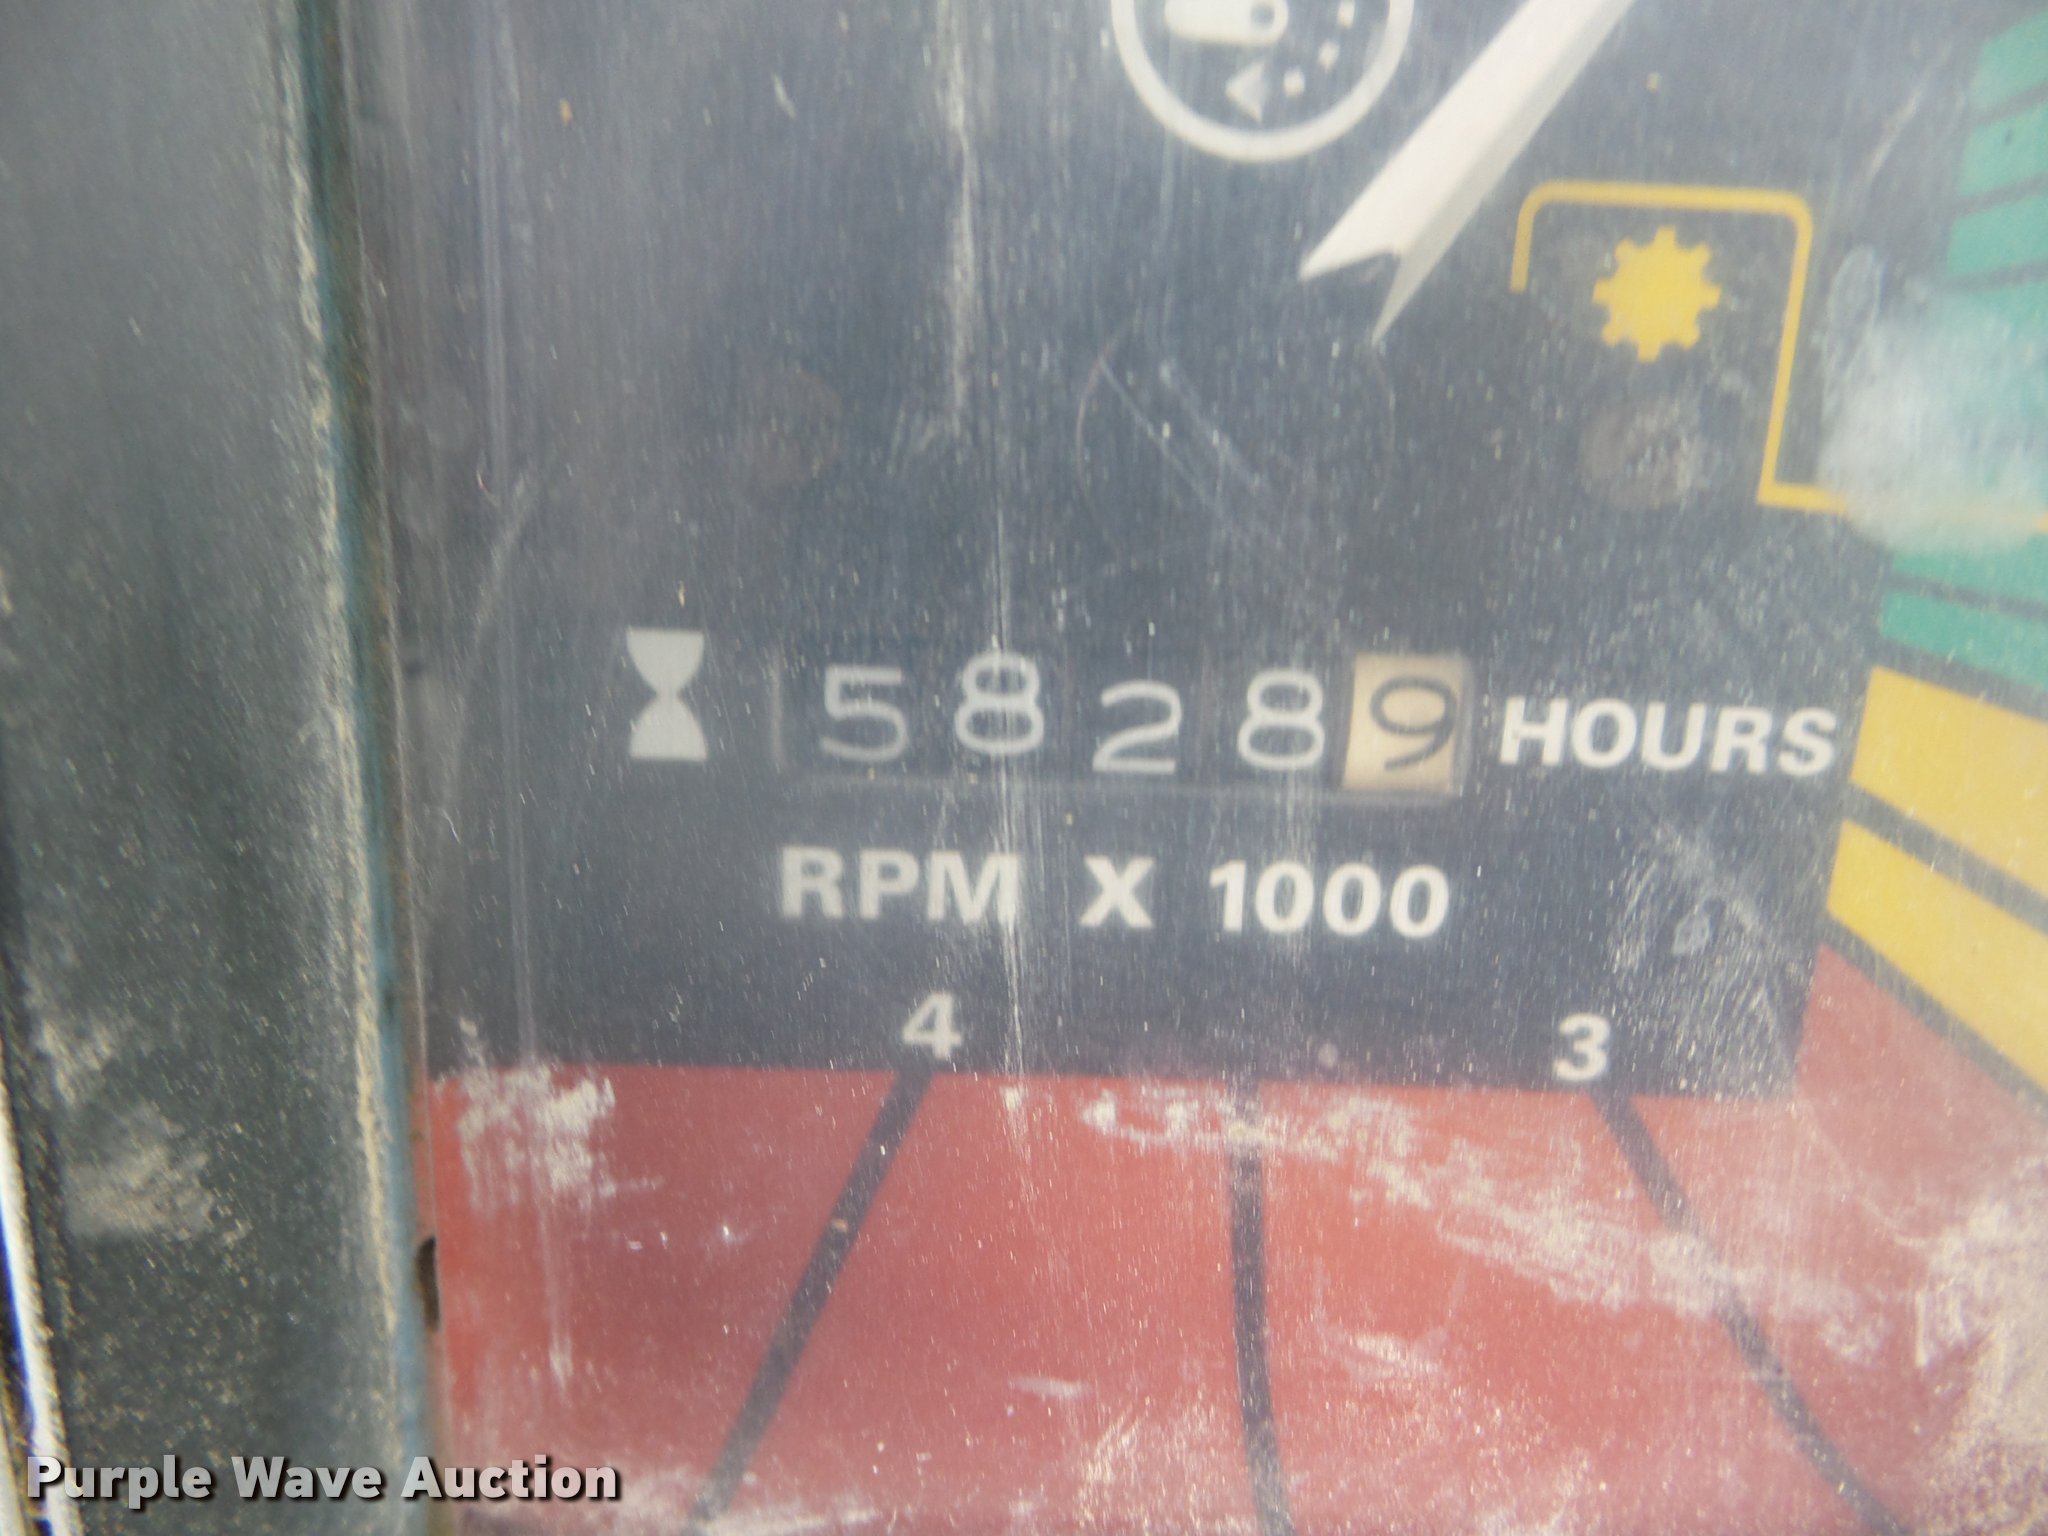 58289 HOURS
RPM X 1000
4 3
Purple Wave Auction